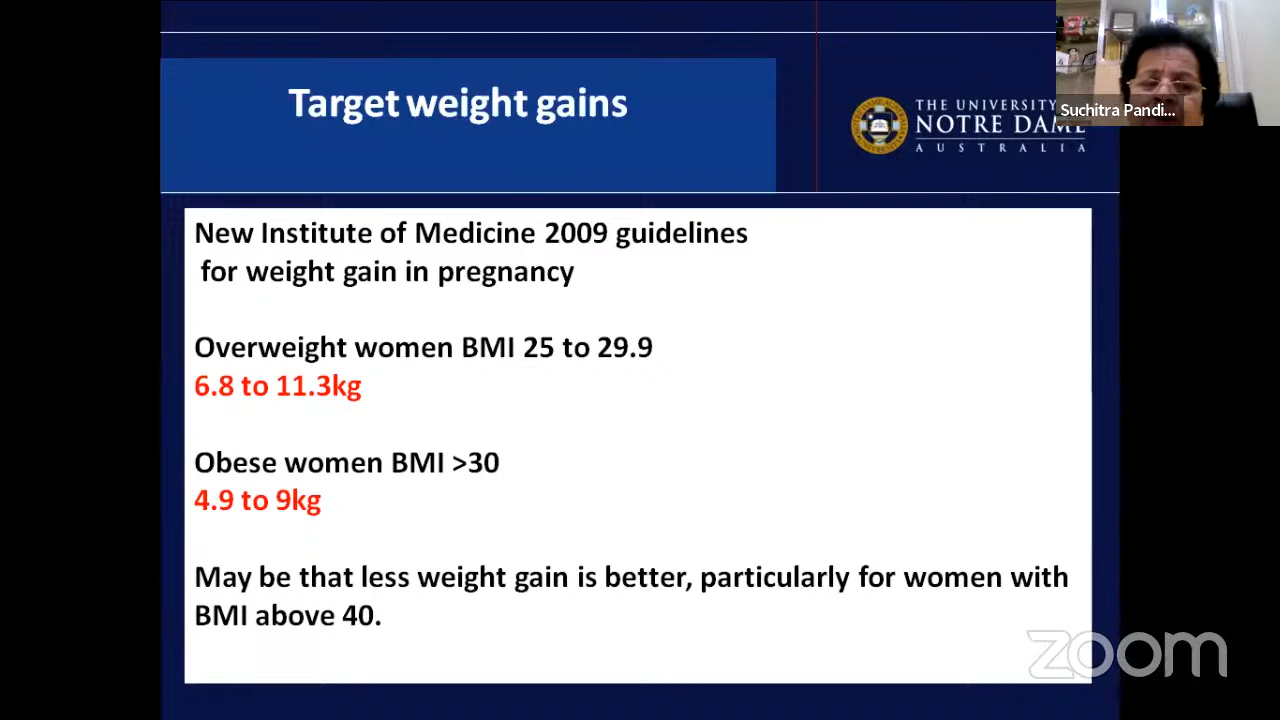 Target weight gains
THE UNIVERSITY
NOTRE DAME
AUSTRALIA
Suchitra Pandi...
New Institute of Medicine 2009 guidelines
for weight gain in pregnancy
Overweight women BMI 25 to 29.9
6.8 to 11.3kg
Obese women BMI >30
4.9 to 9kg
May be that less weight gain is better, particularly for women with
BMI above 40.
zoom